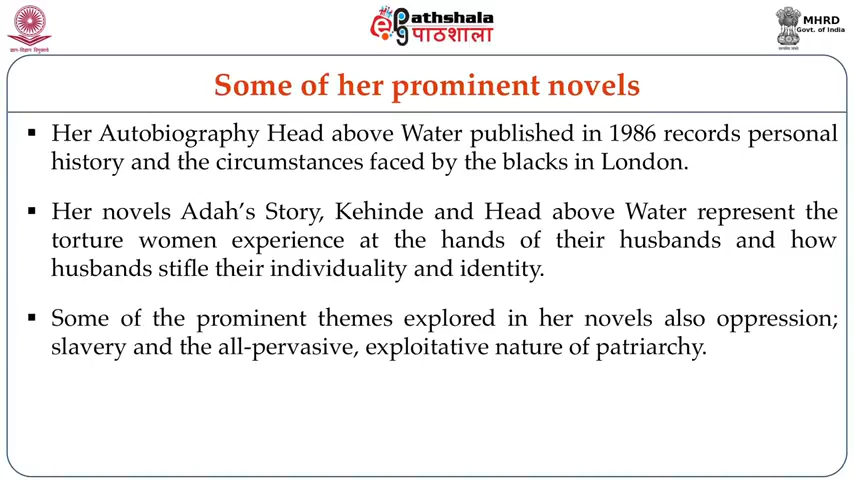 ePathshala
पाठशाला
MHRD
Govt. of India
Some of her prominent novels
▪ Her Autobiography Head above Water published in 1986 records personal
history and the circumstances faced by the blacks in London.
▪ Her novels Adah’s Story, Kehinde and Head above Water represent the
torture women experience at the hands of their husbands and how
husbands stifle their individuality and identity.
▪ Some of the prominent themes explored in her novels also oppression;
slavery and the all-pervasive, exploitative nature of patriarchy.